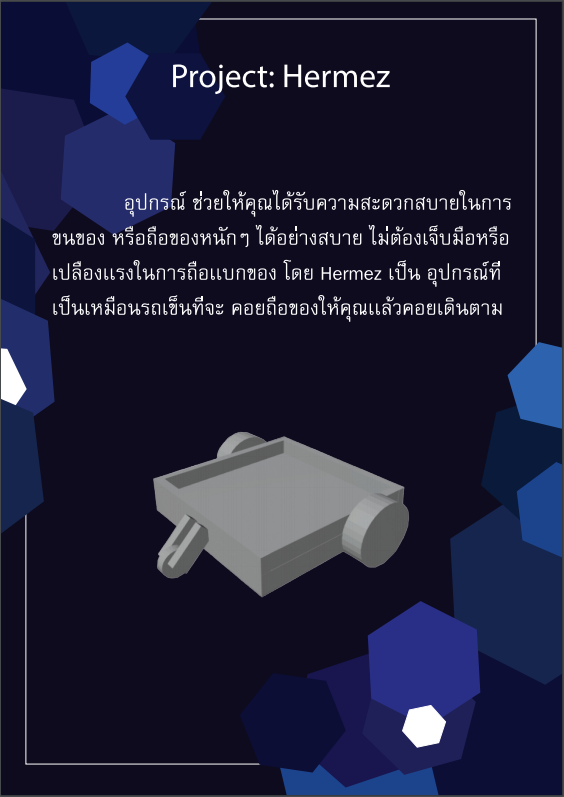 Project: Hermez
อุปกรณ์ ช่วยให้คุณได้รับความสะดวกสบายในการ
ขนของ หรือถือของหนักๆ ได้อย่างสบาย ไม่ต้องเจ็บมือหรือ
เปลืองแรงในการถือแบกของ โดย Hermez เป็น อุปกรณ์ที่
เป็นเหมือนรถเข็นที่จะ คอยถือของให้คุณแล้วคอยเดินตาม